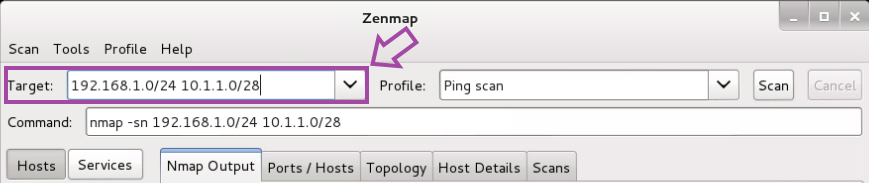 Zenmap
Scan Tools Profile Help
Target: 192.168.1.0/24 10.1.1.0/28 Profile: Ping scan Scan Cancel
Command: nmap -sn 192.168.1.0/24 10.1.1.0/28
Hosts Services Nmap Output Ports / Hosts Topology Host Details Scans